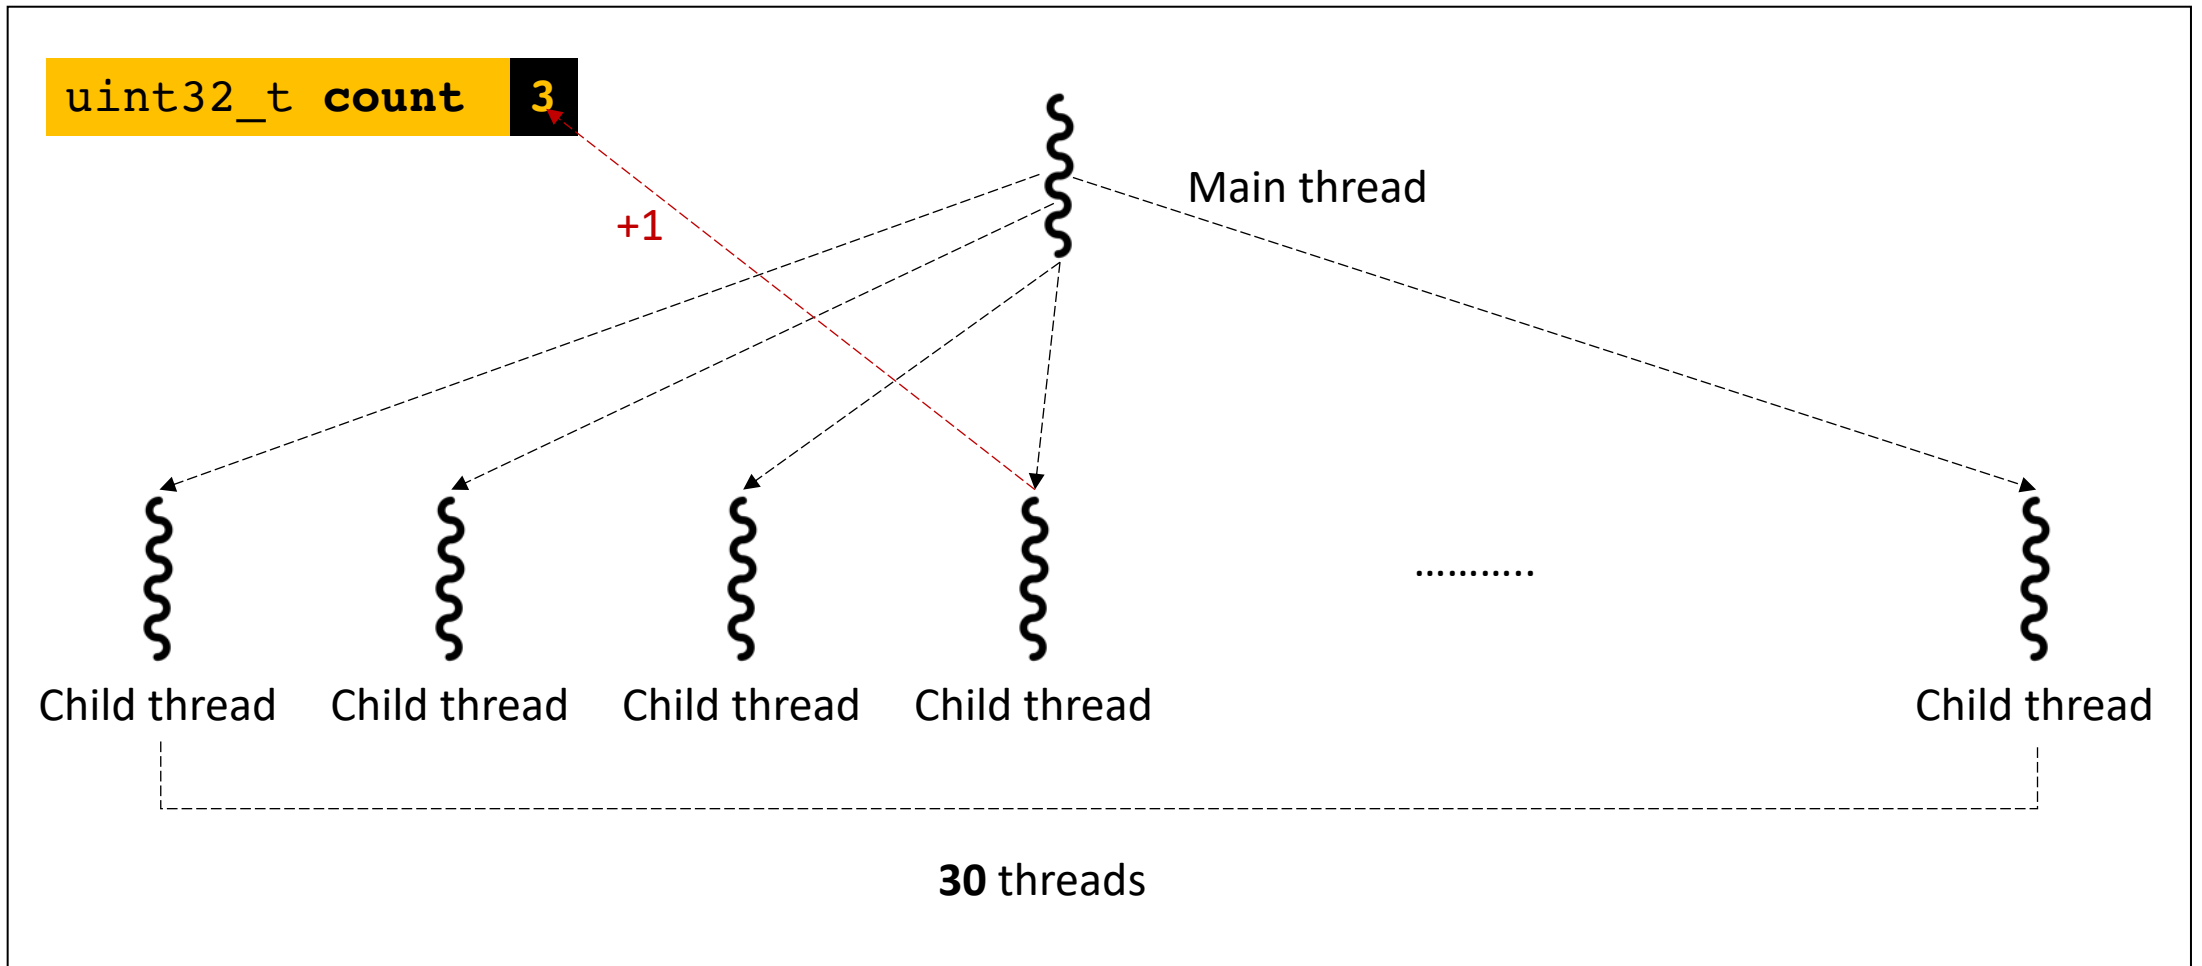 uint32_t count 3
Main thread
+1
...........
Child thread Child thread Child thread Child thread Child thread
30 threads